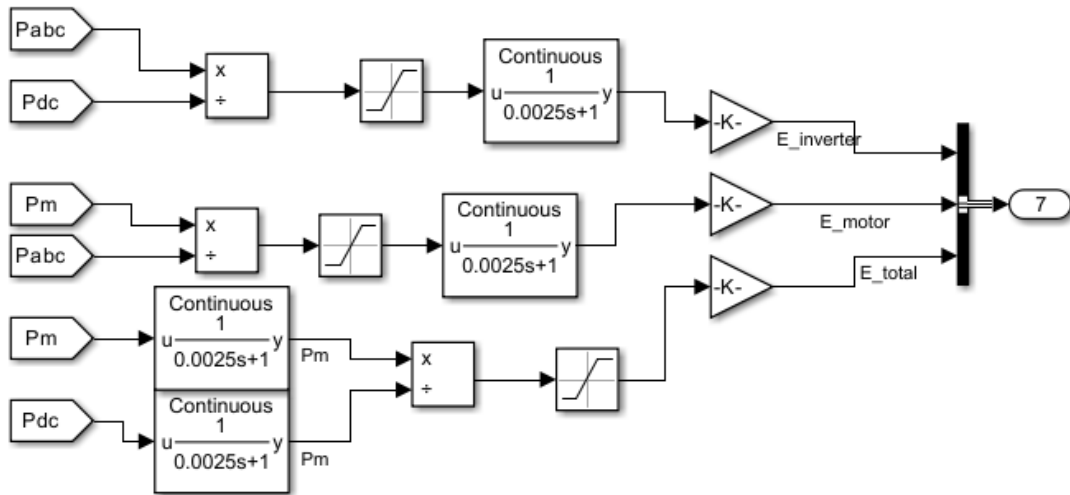 Pabc
Pdc
x
÷
Continuous
1
u y
0.0025s+1
-K-
E_inverter
Pm
Pabc
x
÷
Continuous
1
u y
0.0025s+1
-K-
E_motor
7
Pm
Continuous
1
u y
0.0025s+1
Pm
x
÷
-K-
E_total
Pdc
Continuous
1
u y
0.0025s+1
Pm